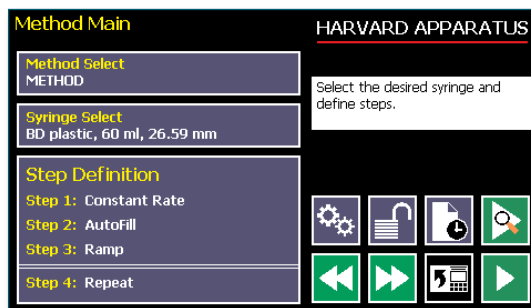 Method Main
HARVARD APPARATUS
Method Select
METHOD
Select the desired syringe and
define steps.
Syringe Select
BD plastic, 60 ml, 26.59 mm
Step Definition
Step 1: Constant Rate
Step 2: AutoFill
Step 3: Ramp
Step 4: Repeat